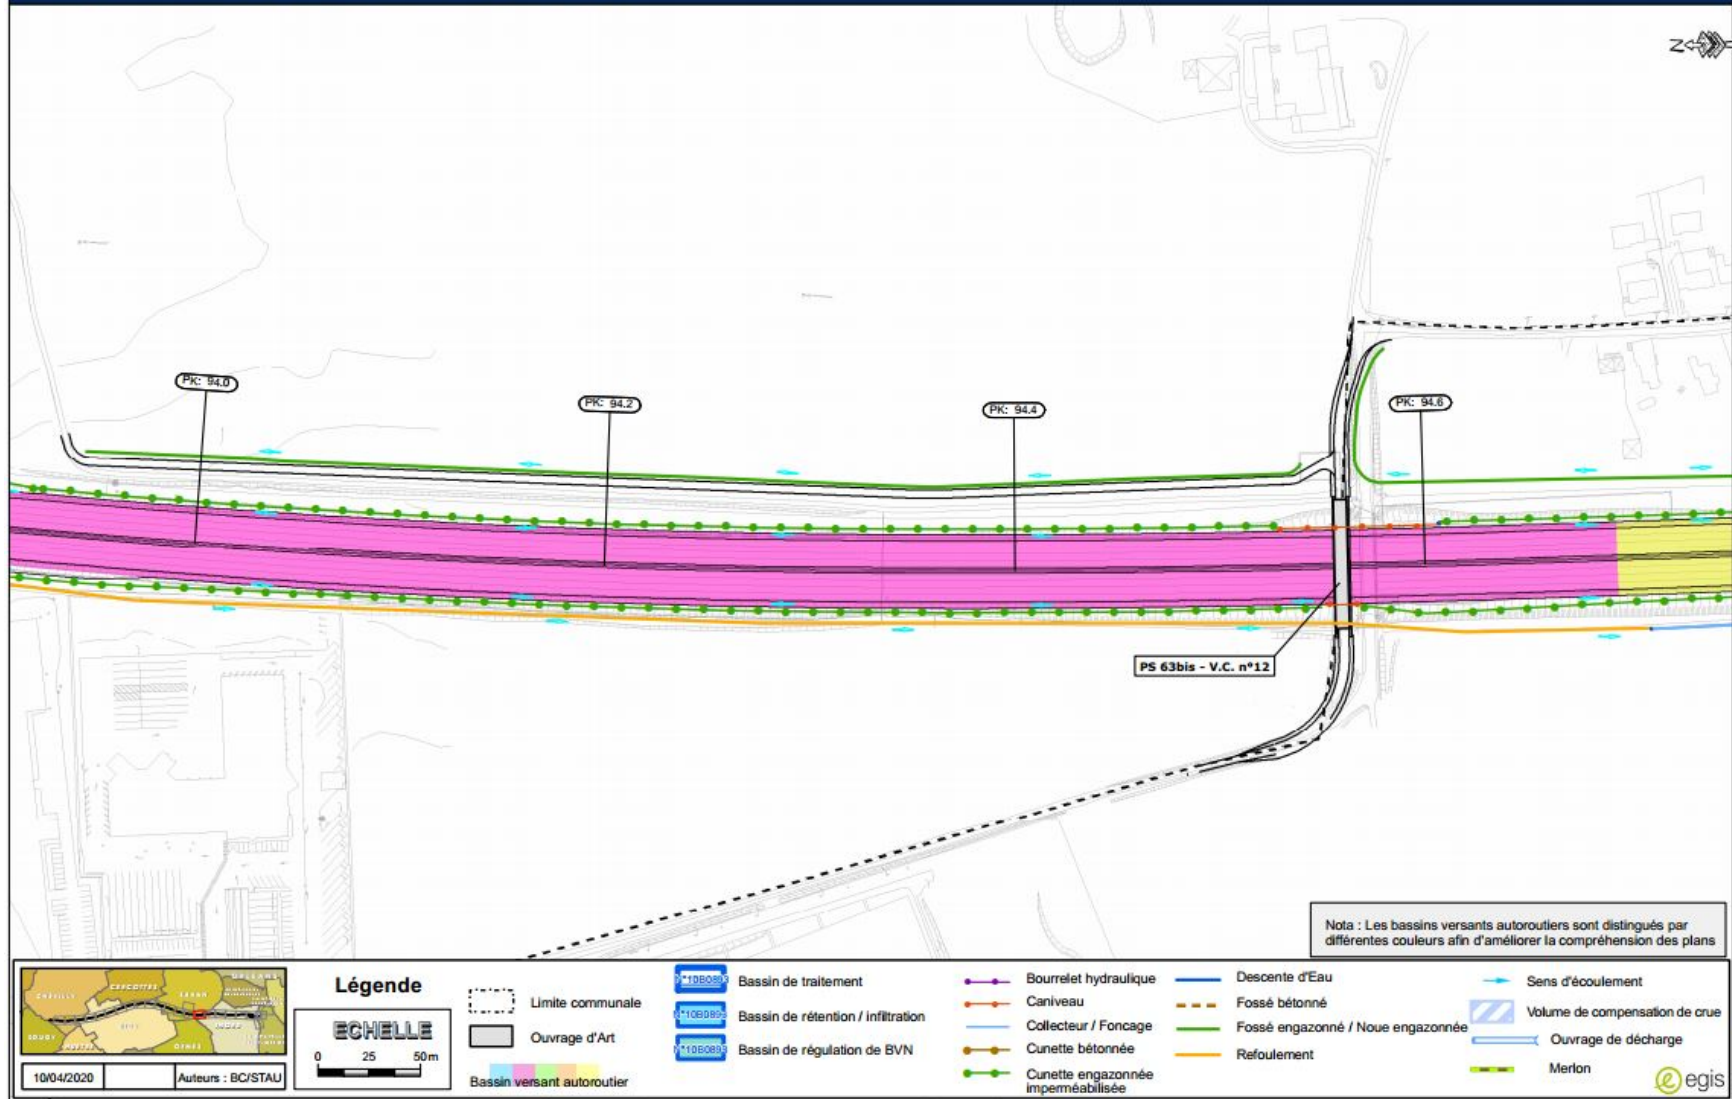 N
PK: 94.0
PK: 94.2
PK: 94.4
PK: 94.6
PS 63bis - V.C. n°12
Nota : Les bassins versants autoroutiers sont distingués par
différentes couleurs afin d'améliorer la compréhension des plans
10/04/2020
Auteurs : BC/STAU
Légende
ECHELLE
0 25 50m
Limite communale
Ouvrage d'Art
Bassin versant autoroutier
Bassin de traitement
Bassin de rétention / infiltration
Bassin de régulation de BVN
Bourrelet hydraulique
Caniveau
Collecteur / Foncage
Cunette bétonnée
Cunette engazonnée
imperméabilisée
Descente d'Eau
Fossé bétonné
Fossé engazonné / Noue engazonnée
Refoulement
Sens d'écoulement
Volume de compensation de crue
Ouvrage de décharge
Merlon
egis